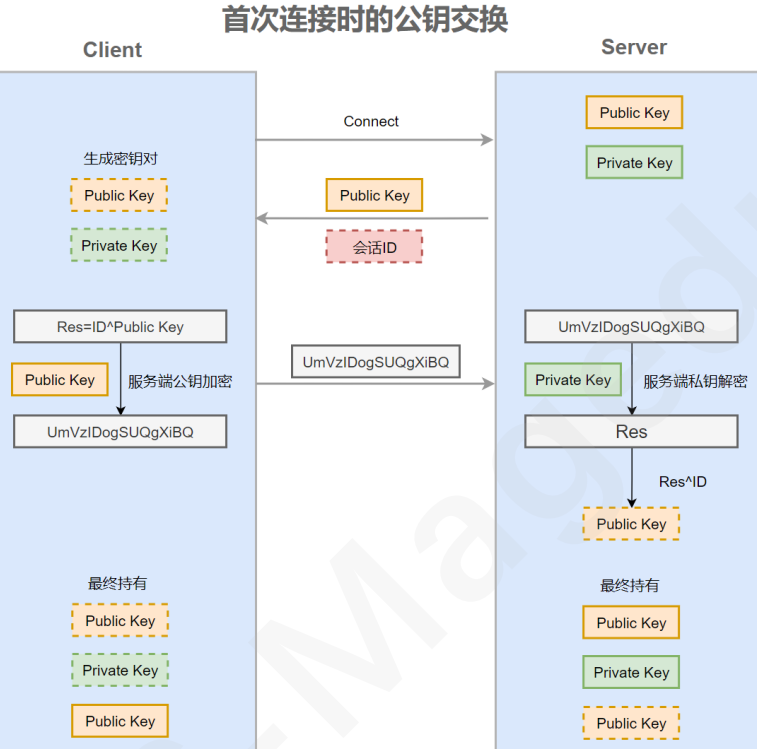 首次连接时的公钥交换
Client
Server
Connect
Public Key
Private Key
生成密钥对
Public Key
Private Key
Public Key
会话ID
Res=ID^Public Key
Public Key
服务端公钥加密
UmVzIDogSUQgXiBQ
UmVzIDogSUQgXiBQ
UmVzIDogSUQgXiBQ
Private Key
服务端私钥解密
Res
Res^ID
Public Key
最终持有
Public Key
Private Key
Public Key
最终持有
Public Key
Private Key
Public Key